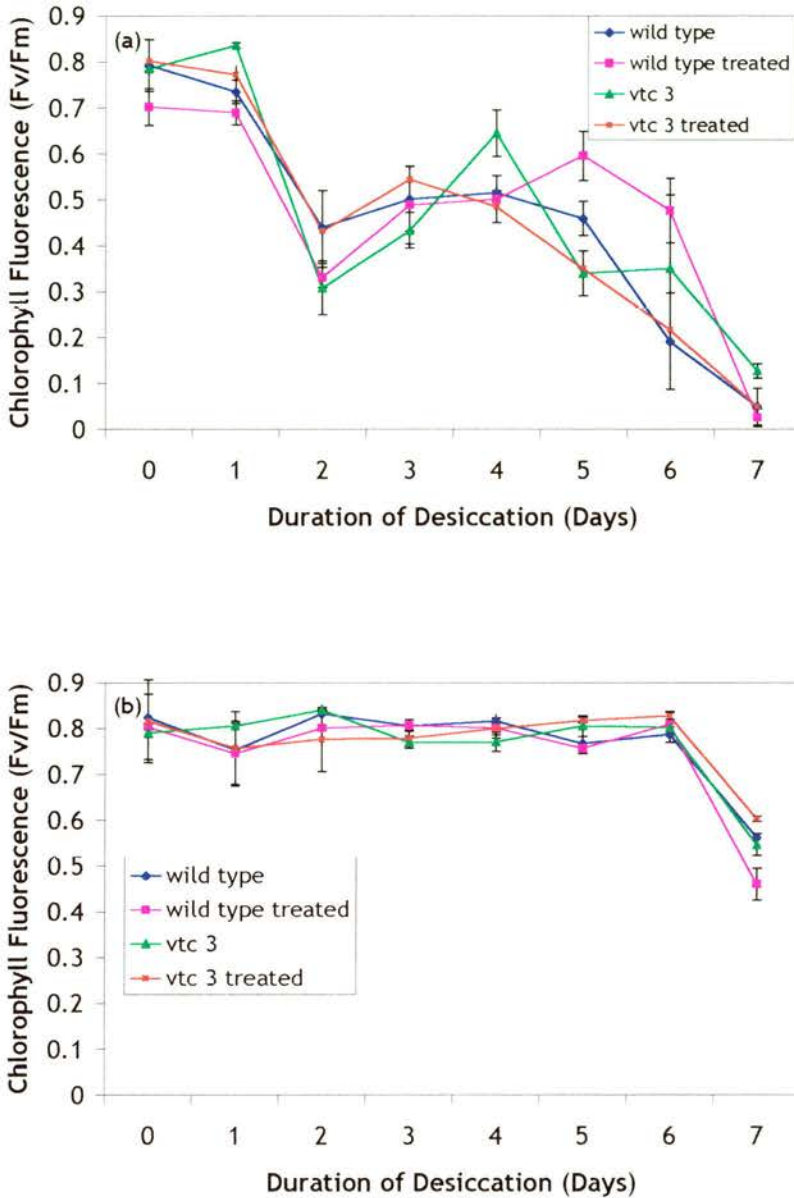 (a)
wild type
wild type treated
vtc 3
vtc 3 treated
Chlorophyll Fluorescence (Fv/Fm)
0.9
0.8
0.7
0.6
0.5
0.4
0.3
0.2
0.1
0
0 1 2 3 4 5 6 7
Duration of Desiccation (Days)
(b)
wild type
wild type treated
vtc 3
vtc 3 treated
Chlorophyll Fluorescence (Fv/Fm)
0.9
0.8
0.7
0.6
0.5
0.4
0.3
0.2
0.1
0
0 1 2 3 4 5 6 7
Duration of Desiccation (Days)